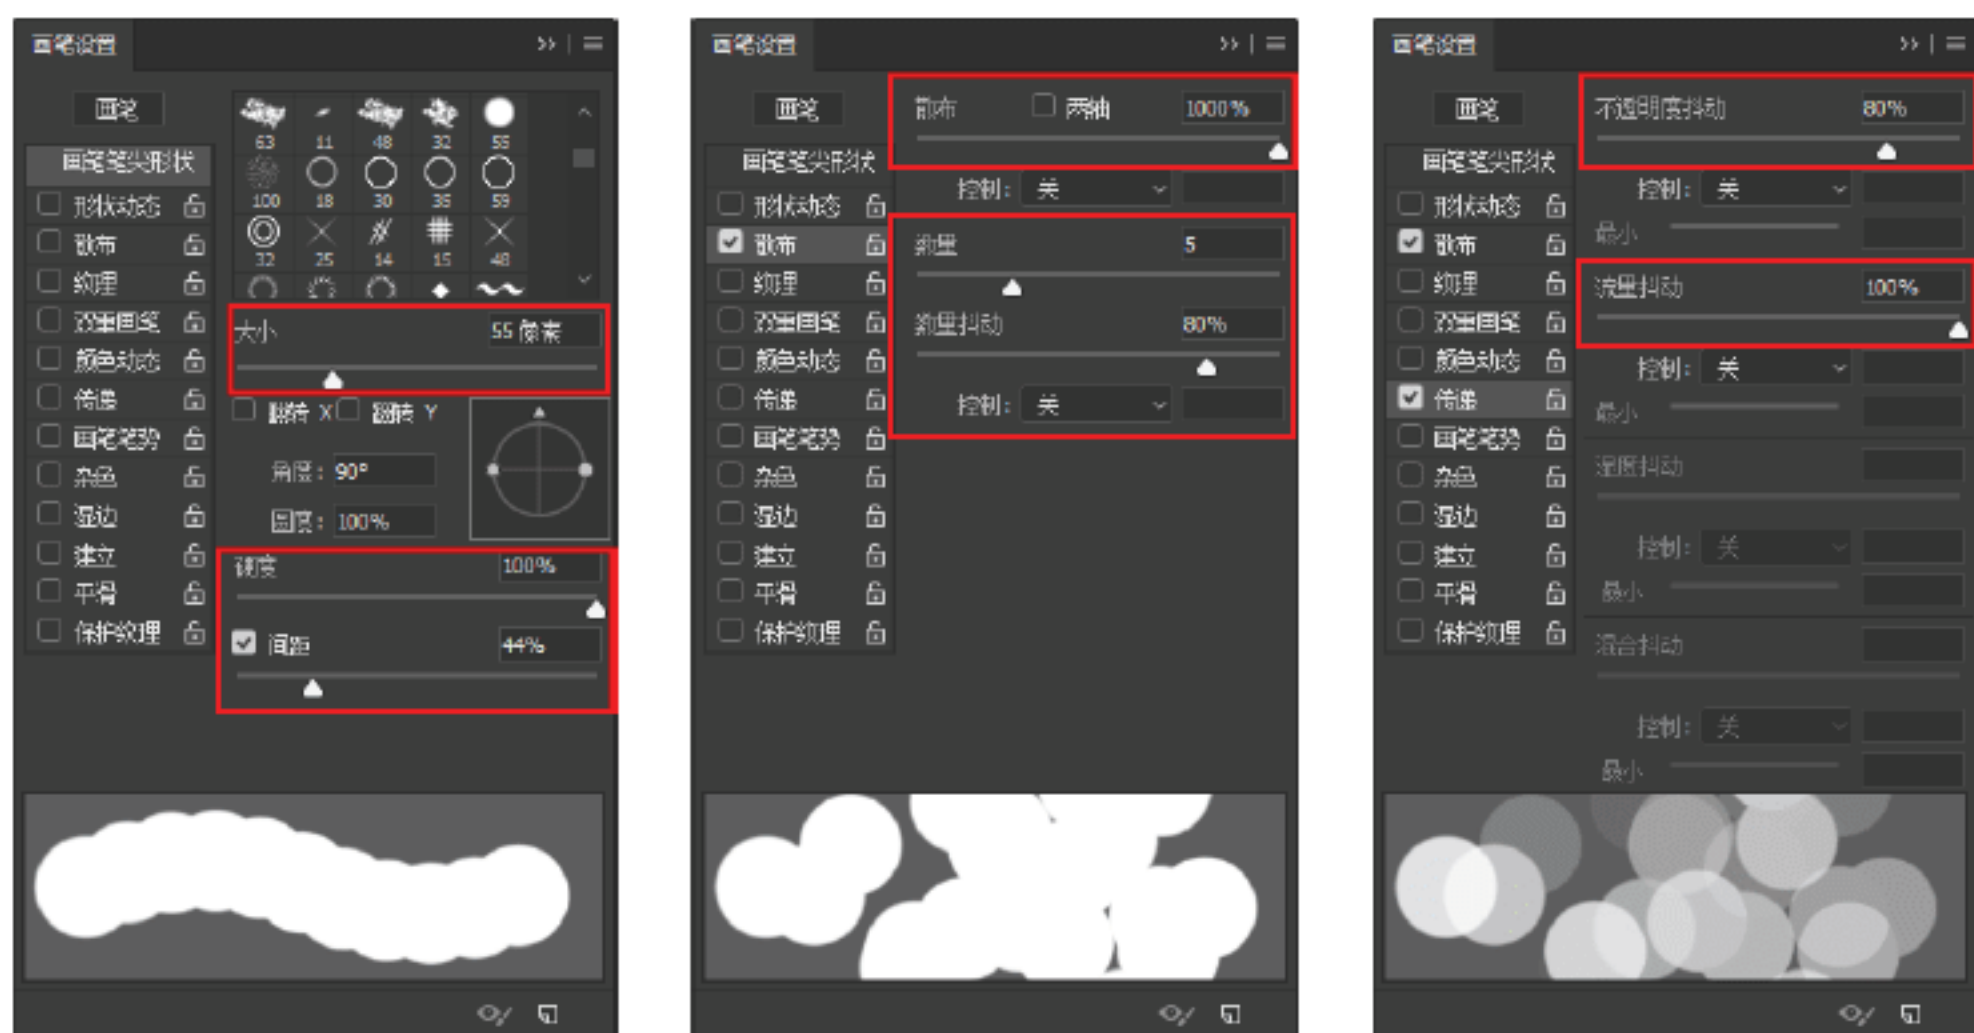 画笔设置
画笔
63 11 48 32 55
画笔笔尖形状
100 18 30 36 59
形状动态
散布
32 25 14 15 48
纹理
双重画笔
大小 55 像素
颜色动态
传递
翻转 X 翻转 Y
画笔笔势
角度: 90°
杂色
湿边
圆度: 100%
建立
硬度 100%
平滑
保护纹理
间距 44%
画笔设置
画笔
散布 两轴 1000%
画笔笔尖形状
控制: 关
形状动态
散布
数量 5
纹理
双重画笔
数量抖动 80%
颜色动态
传递
控制: 关
画笔笔势
杂色
湿边
建立
平滑
保护纹理
画笔设置
画笔
不透明度抖动 80%
画笔笔尖形状
控制: 关
形状动态
散布
最小
纹理
流量抖动 100%
双重画笔
颜色动态
控制: 关
传递
最小
画笔笔势
杂色
湿度抖动
湿边
建立
控制: 关
平滑
最小
保护纹理
混合抖动
控制: 关
最小